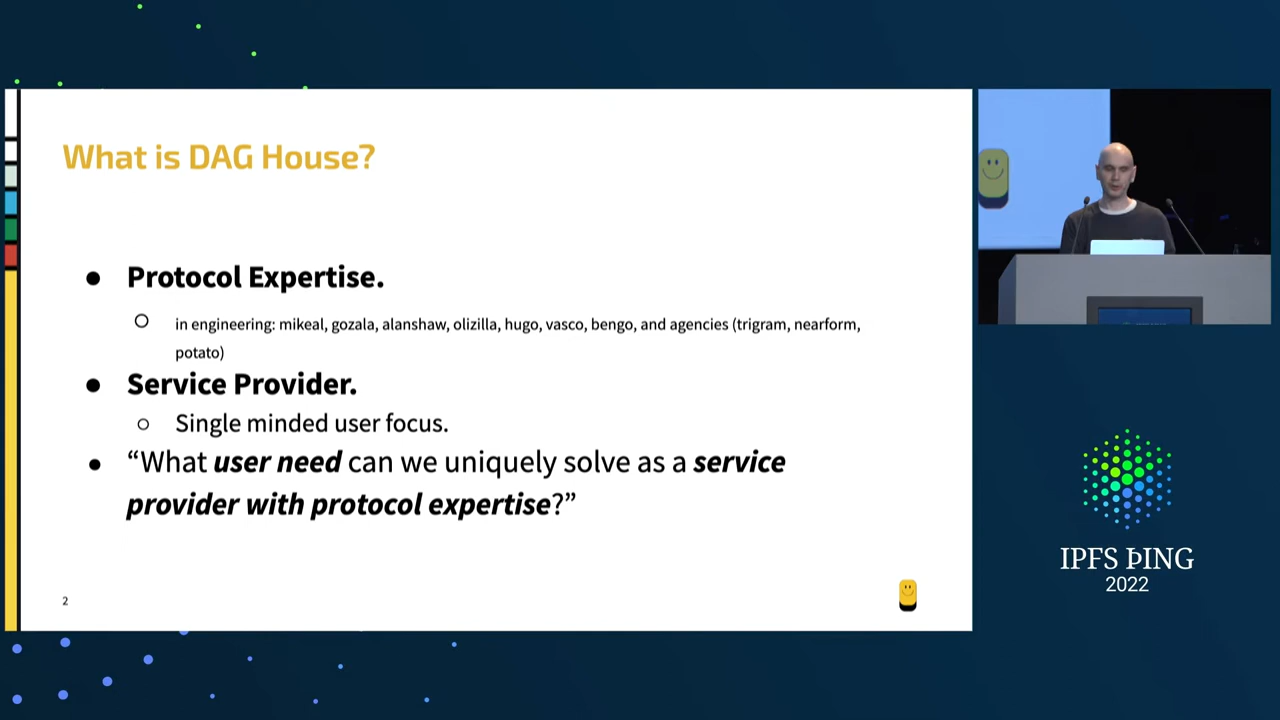 What is DAG House?
● Protocol Expertise.
○ in engineering: mikeal, gozala, alanshaw, olizilla, hugo, vasco, bengo, and agencies (trigram, nearform,
potato)
● Service Provider.
○ Single minded user focus.
● “What user need can we uniquely solve as a service
provider with protocol expertise?”
2
IPFS ÞING
2022